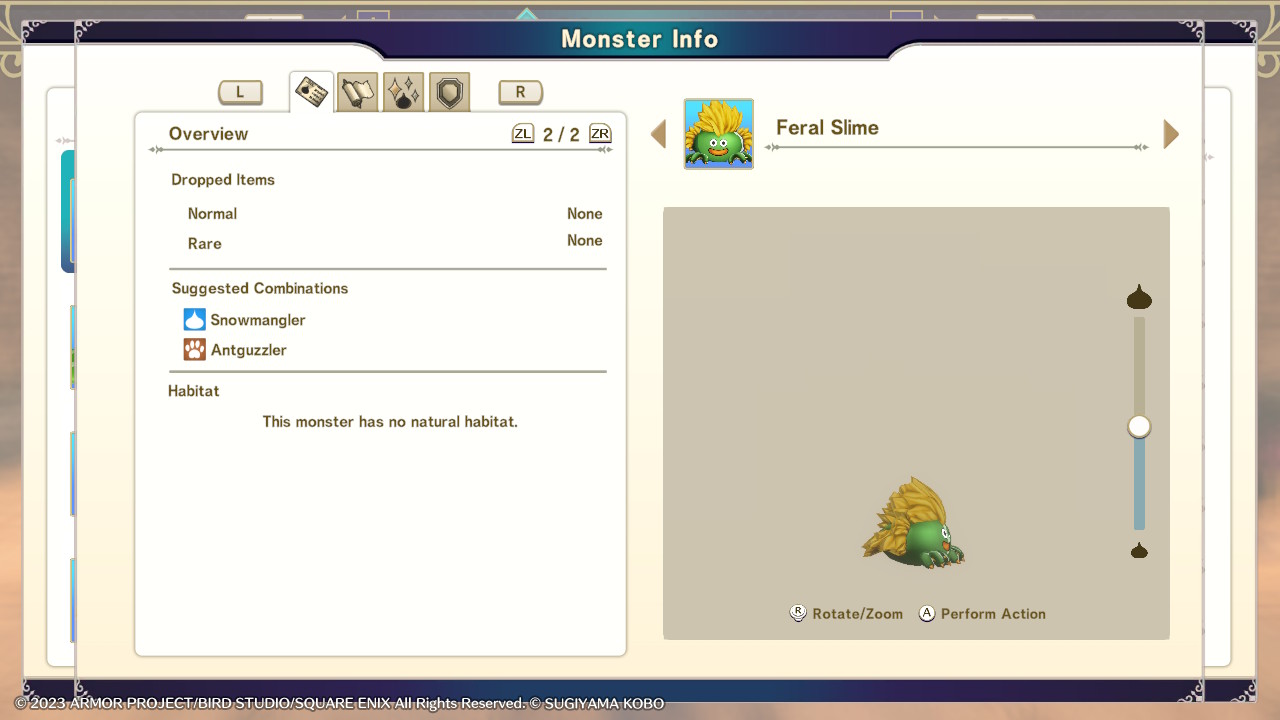 Monster Info
L
R
Overview
ZL 2 / 2 ZR
Dropped Items
Normal None
Rare None
Suggested Combinations
Snowmangler
Antguzzler
Habitat
This monster has no natural habitat.
Feral Slime
R Rotate/Zoom A Perform Action
© 2023 ARMOR PROJECT/BIRD STUDIO/SQUARE ENIX All Rights Reserved. © SUGIYAMA KOBO